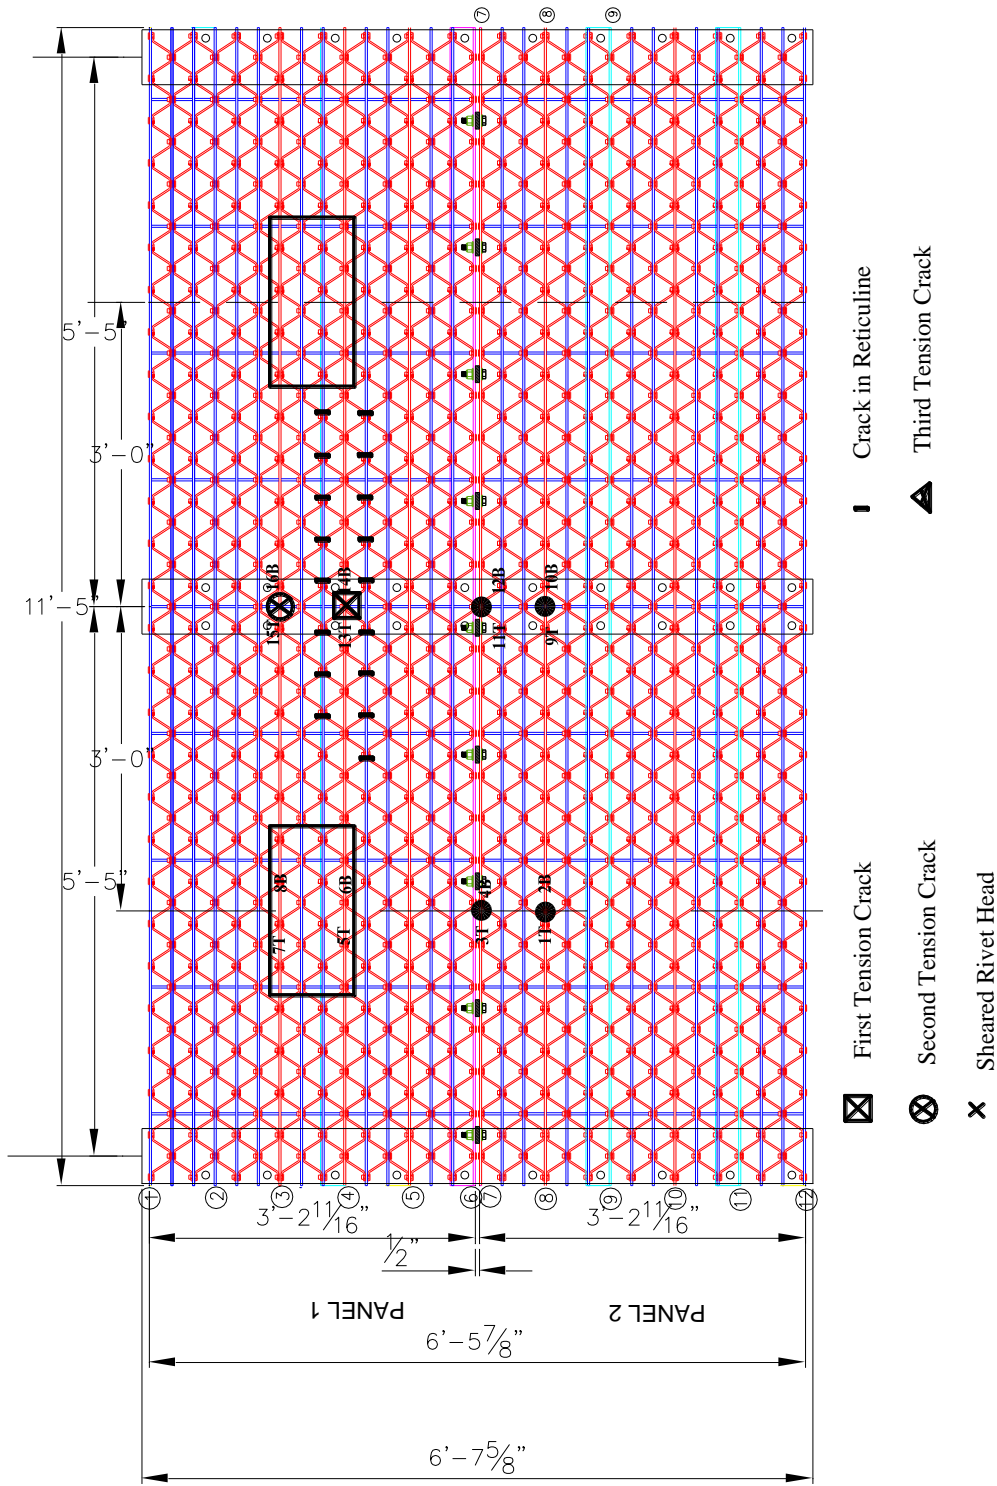 ⑦
⑧
⑨
5'-5"
3'-0"
11'-5"
16B
15T
14B
13T
12B
11T
10B
9T
3'-0"
5'-5"
8B
7T
6B
5T
4B
3T
2B
1T
①
②
③
④
⑤
⑥
⑦
⑧
⑨
⑩
⑪
⑫
3'-2 11/16"
3'-2 11/16"
1/2"
PANEL 1
PANEL 2
6'-5 7/8"
6'-7 5/8"
First Tension Crack
Second Tension Crack
Sheared Rivet Head
Crack in Reticuline
Third Tension Crack